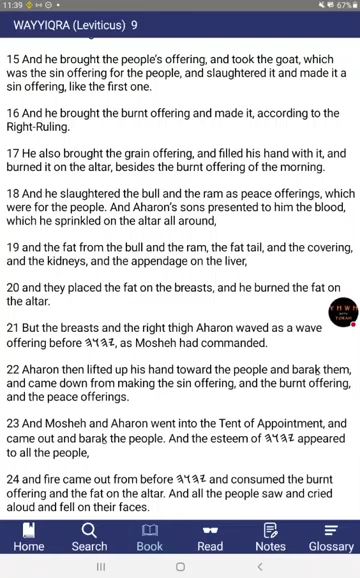 11:39
67%
WAYYIQRA (Leviticus) 9
15 And he brought the people's offering, and took the goat, which
was the sin offering for the people, and slaughtered it and made it a
sin offering, like the first one.
16 And he brought the burnt offering and made it, according to the
Right-Ruling.
17 He also brought the grain offering, and filled his hand with it, and
burned it on the altar, besides the burnt offering of the morning.
18 And he slaughtered the bull and the ram as peace offerings, which
were for the people. And Aharon's sons presented to him the blood,
which he sprinkled on the altar all around,
19 and the fat from the bull and the ram, the fat tail, and the covering,
and the kidneys, and the appendage on the liver,
20 and they placed the fat on the breasts, and he burned the fat on
the altar.
21 But the breasts and the right thigh Aharon waved as a wave
offering before 𐤉𐤄𐤅𐤄, as Mosheh had commanded.
22 Aharon then lifted up his hand toward the people and baraḵ them,
and came down from making the sin offering, and the burnt offering,
and the peace offerings.
23 And Mosheh and Aharon went into the Tent of Appointment, and
came out and baraḵ the people. And the esteem of 𐤉𐤄𐤅𐤄 appeared
to all the people,
24 and fire came out from before 𐤉𐤄𐤅𐤄 and consumed the burnt
offering and the fat on the altar. And all the people saw and cried
aloud and fell on their faces.
Home Search Book Read Notes Glossary